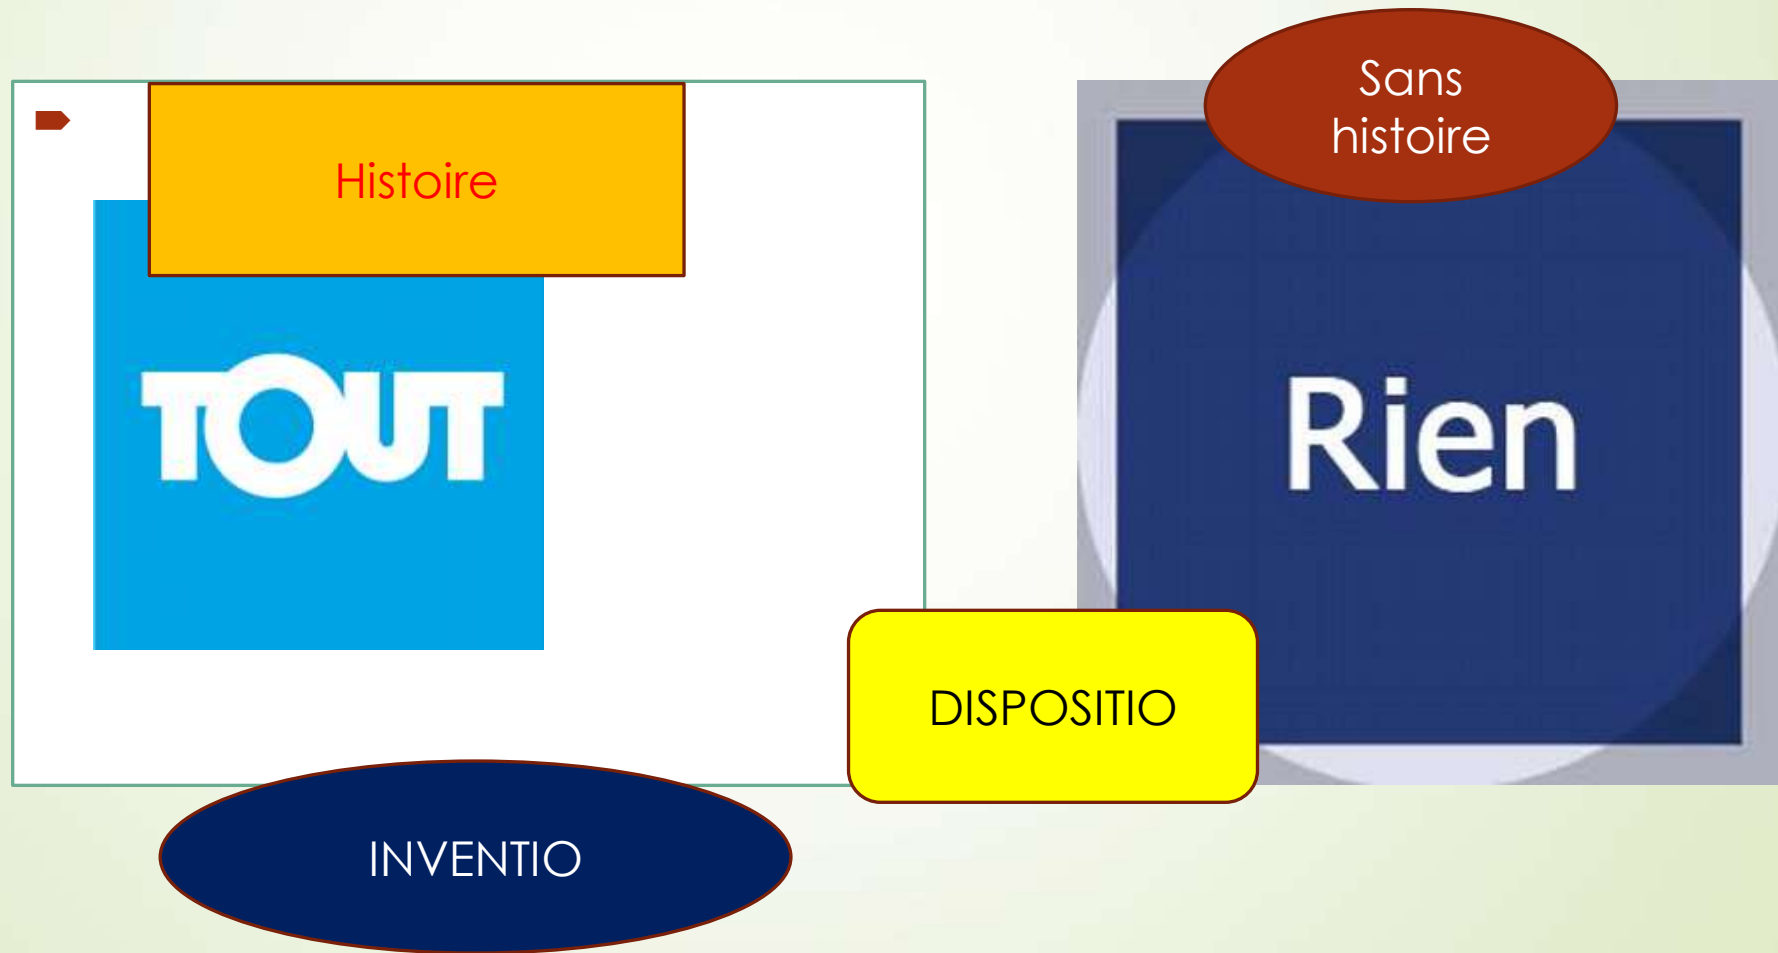 Histoire
TOUT
Sans
histoire
Rien
DISPOSITIO
INVENTIO